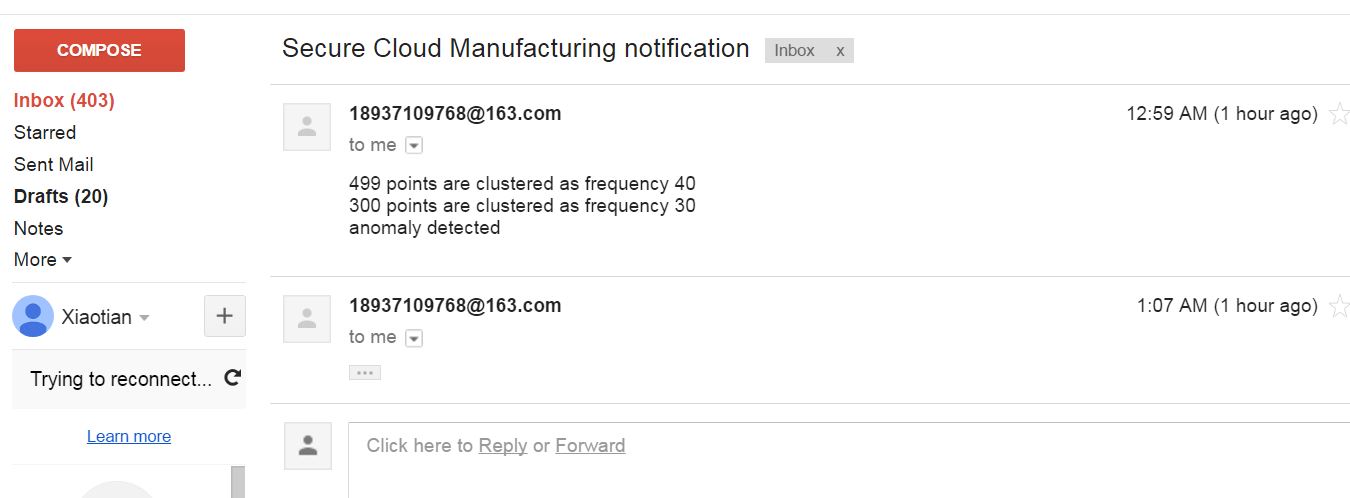 COMPOSE
Inbox (403)
Starred
Sent Mail
Drafts (20)
Notes
More
Xiaotian
+
Trying to reconnect...
Learn more
Secure Cloud Manufacturing notification Inbox x
18937109768@163.com 12:59 AM (1 hour ago)
to me
499 points are clustered as frequency 40
300 points are clustered as frequency 30
anomaly detected
18937109768@163.com 1:07 AM (1 hour ago)
to me
...
Click here to Reply or Forward